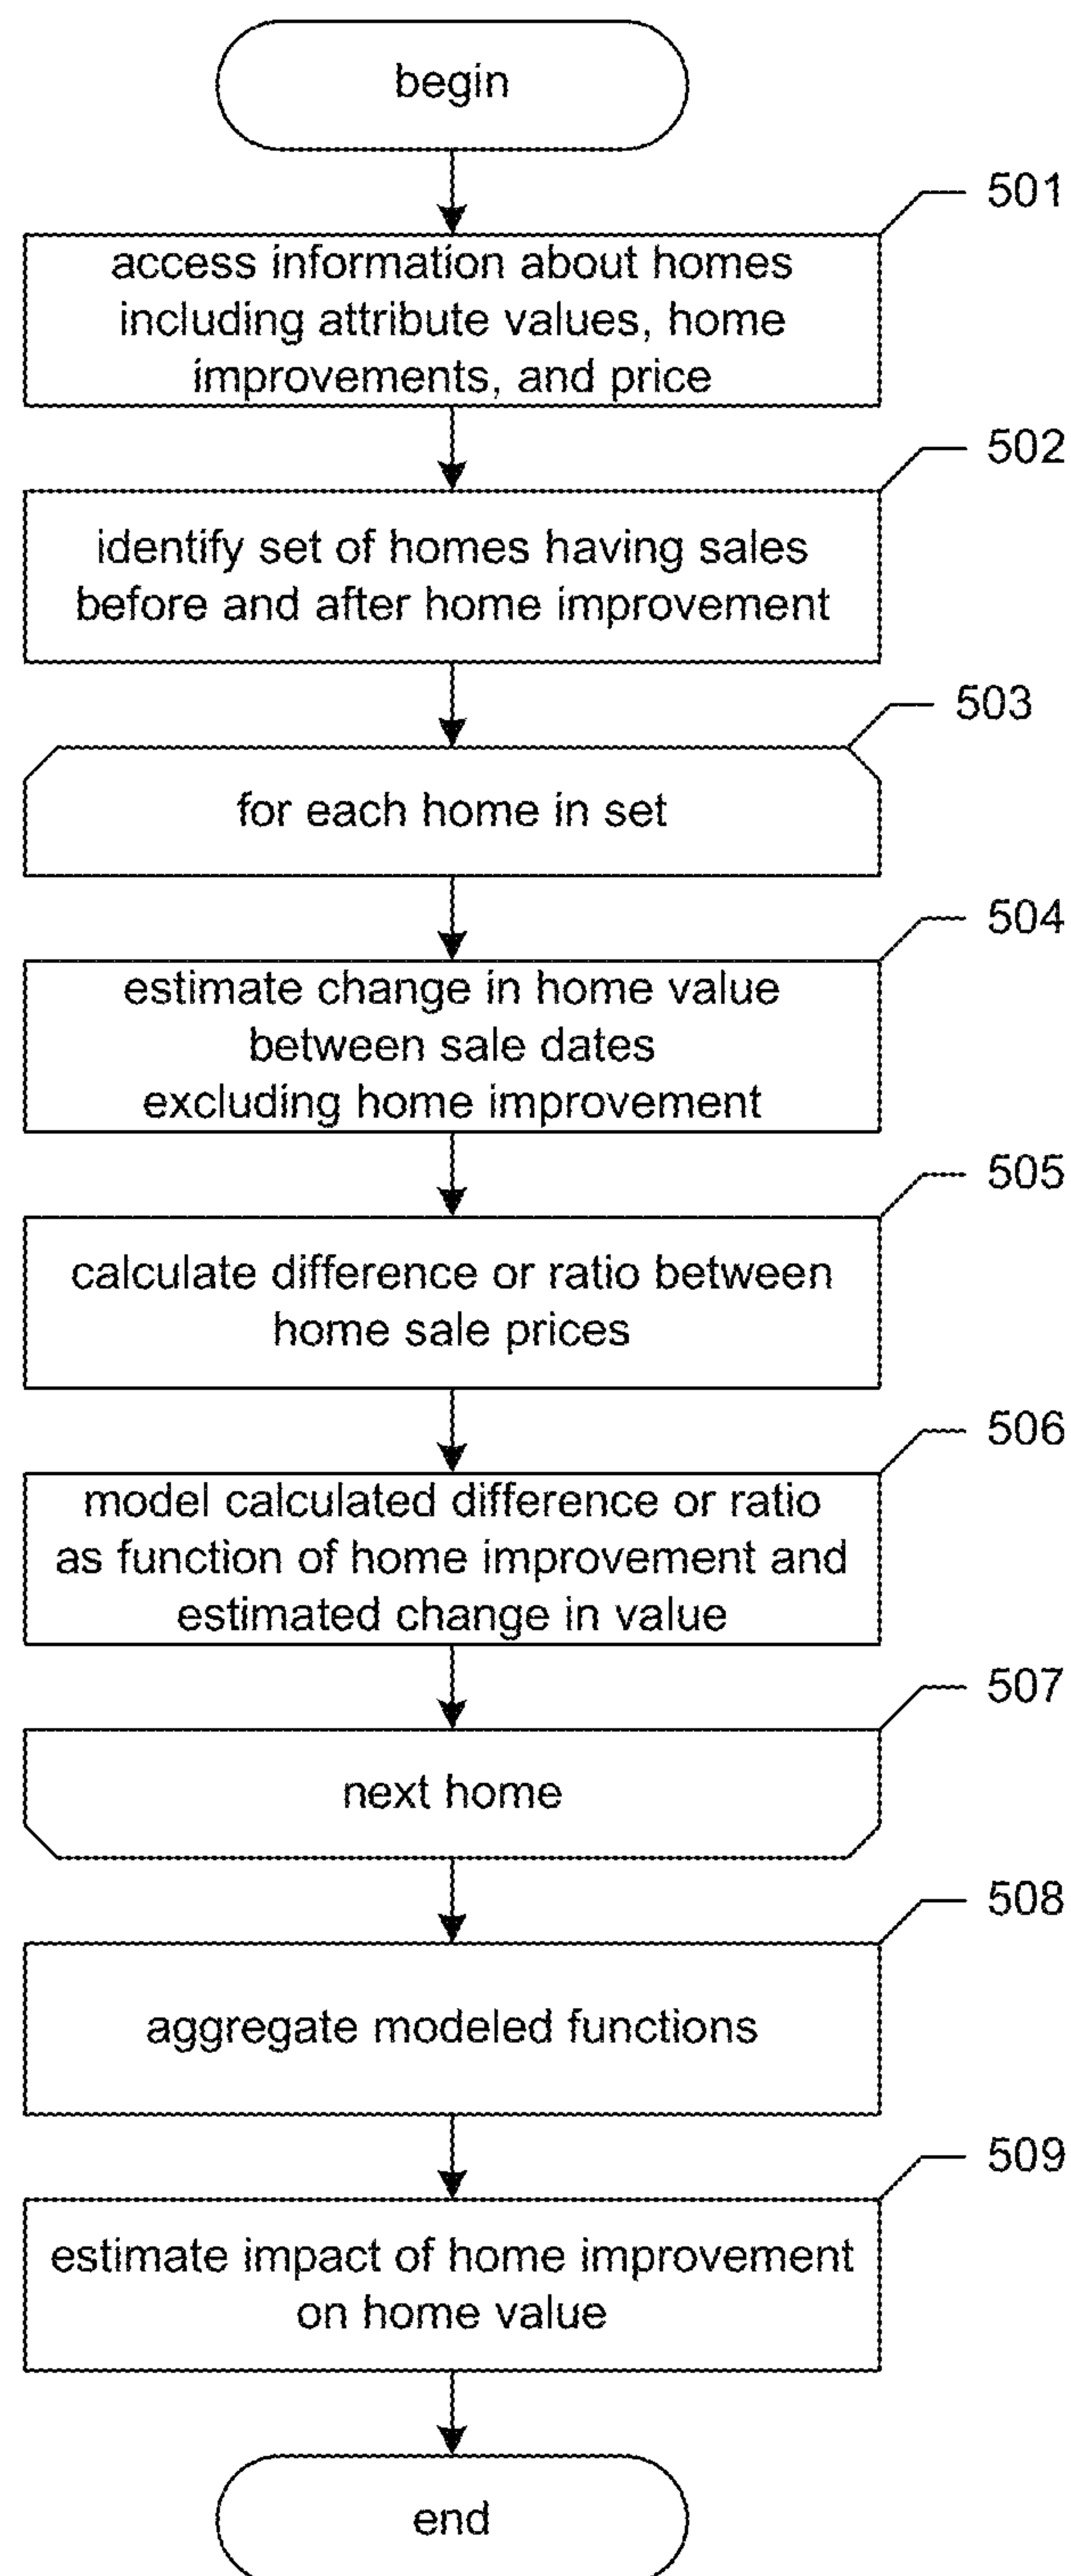 begin
501
access information about homes
including attribute values, home
improvements, and price
502
identify set of homes having sales
before and after home improvement
503
for each home in set
504
estimate change in home value
between sale dates
excluding home improvement
505
calculate difference or ratio between
home sale prices
506
model calculated difference or ratio
as function of home improvement and
estimated change in value
507
next home
508
aggregate modeled functions
509
estimate impact of home improvement
on home value
end